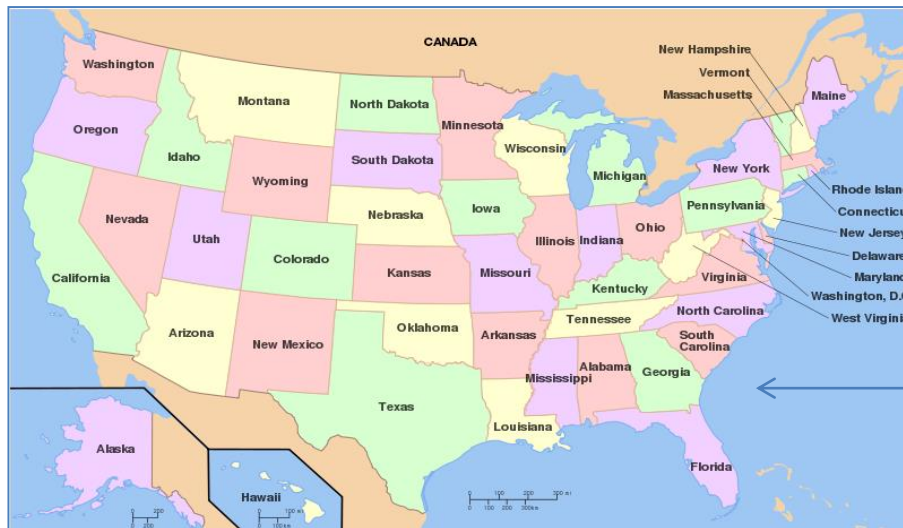 CANADA
New Hampshire
Vermont
Massachusetts
Washington
Montana
North Dakota
Minnesota
Maine
Oregon
Idaho
Wisconsin
South Dakota
Michigan
New York
Wyoming
Rhode Islan
Connecticu
Pennsylvania
Iowa
Nebraska
Nevada
Ohio
New Jersey
Illinois
Indiana
Utah
Delaware
Colorado
Maryland
California
Kansas
Missouri
Virginia
Kentucky
Washington, D.C
North Carolina
West Virginia
Tennessee
Oklahoma
Arizona
Arkansas
South
Carolina
New Mexico
Alabama
Georgia
Mississippi
Texas
Louisiana
Alaska
Florida
Hawaii